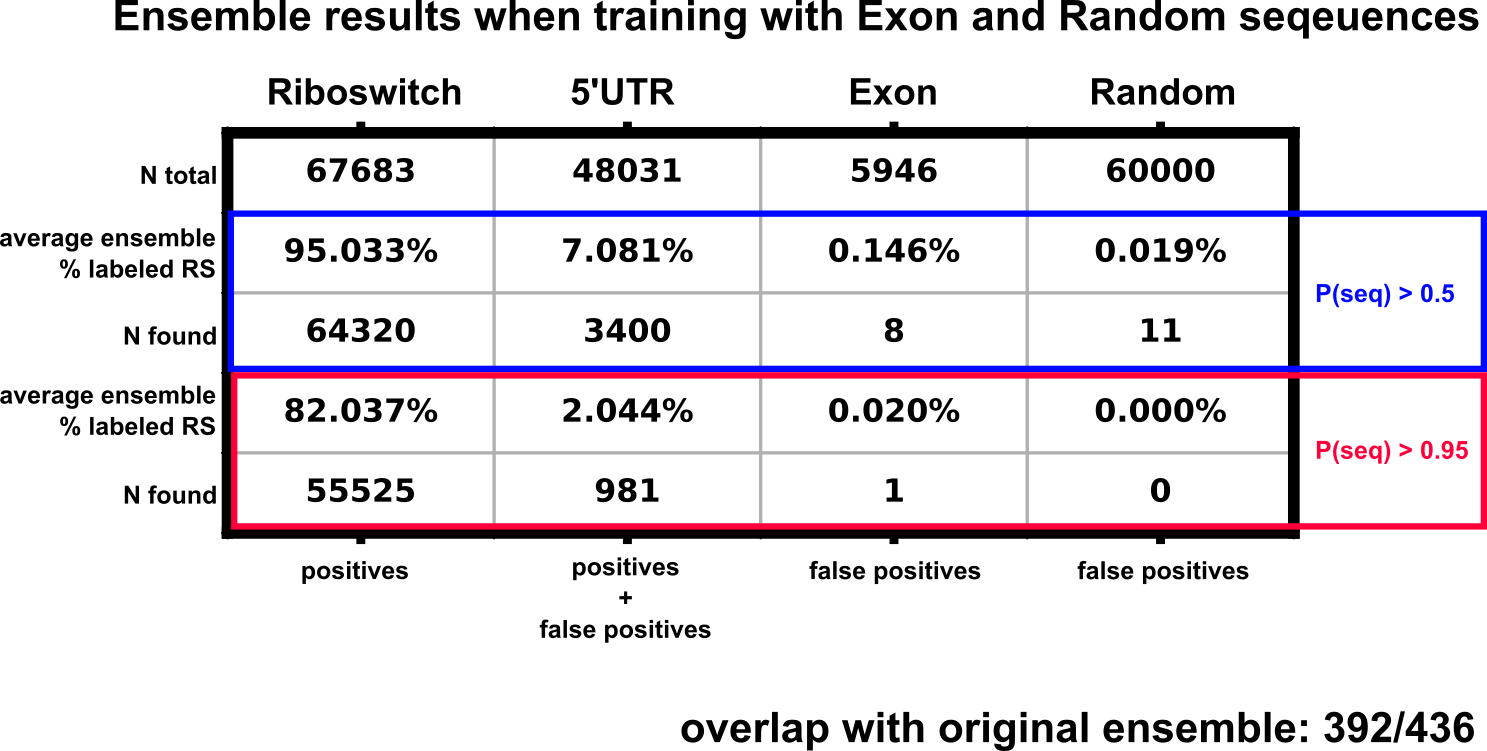 Ensemble results when training with Exon and Random seqeuences
Riboswitch 5'UTR Exon Random
N total 67683 48031 5946 60000
average ensemble
% labeled RS 95.033% 7.081% 0.146% 0.019%
P(seq) > 0.5
N found 64320 3400 8 11
average ensemble
% labeled RS 82.037% 2.044% 0.020% 0.000%
P(seq) > 0.95
N found 55525 981 1 0
positives positives false positives false positives
+
false positives
overlap with original ensemble: 392/436